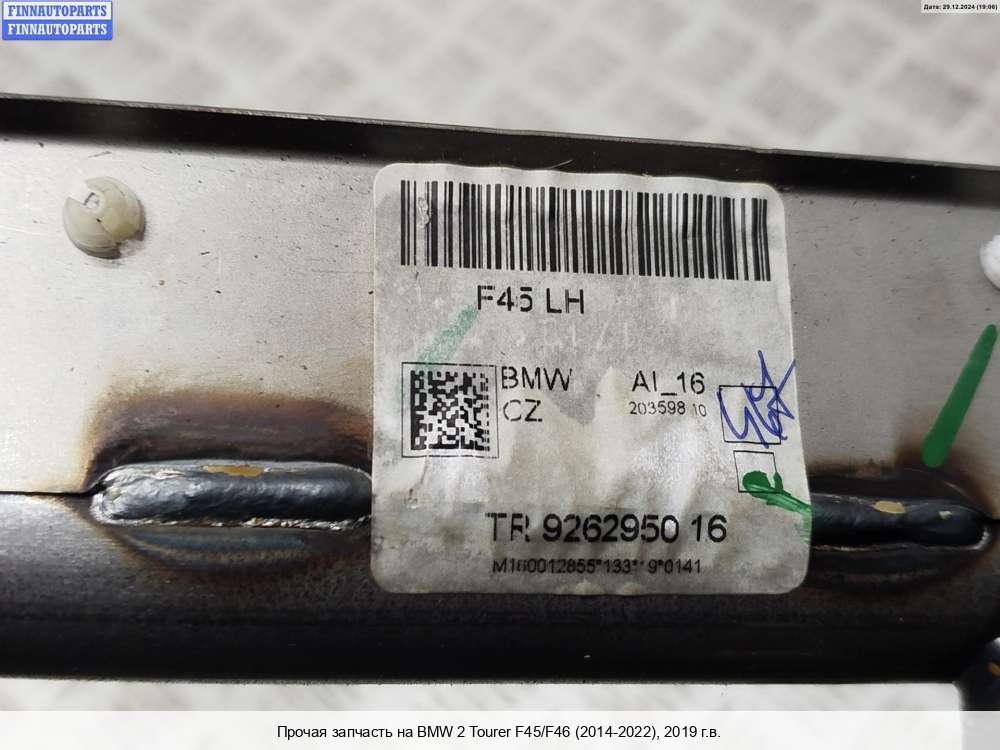 FINNAUTOPARTS
FINNAUTOPARTS
Дата: 29.12.2024 (19:06)
F45 LH
BMW AI_16
CZ 203598 10
TR 9262950 16
Прочая запчасть на BMW 2 Tourer F45/F46 (2014-2022), 2019 г.в.